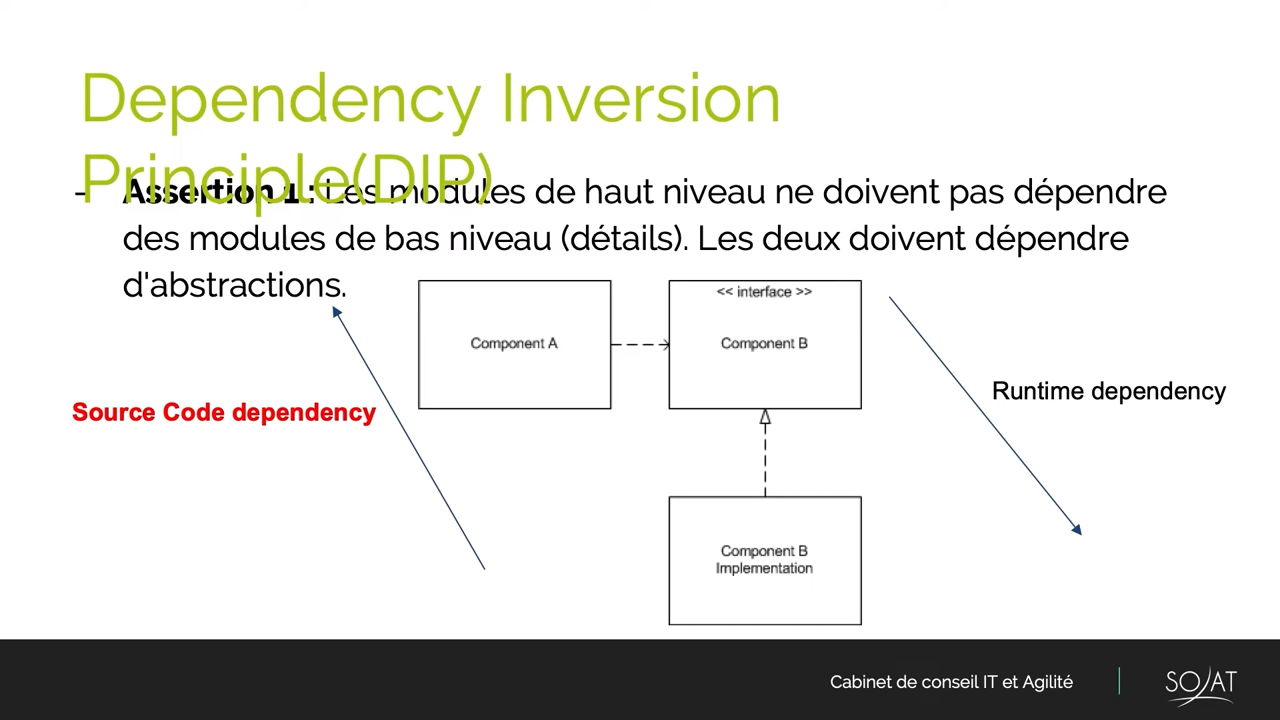 Dependency Inversion
Principle(DIP)
- Assertion 1 : Les modules de haut niveau ne doivent pas dépendre
des modules de bas niveau (détails). Les deux doivent dépendre
d'abstractions.
Component A
<< interface >>
Component B
Source Code dependency
Runtime dependency
Component B
Implementation
Cabinet de conseil IT et Agilité
SOAT